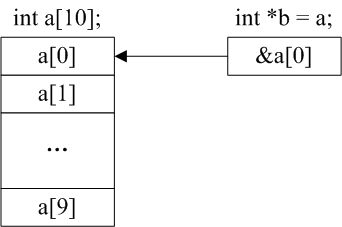 int a[10];
int *b = a;
a[0]
&a[0]
a[1]
...
a[9]